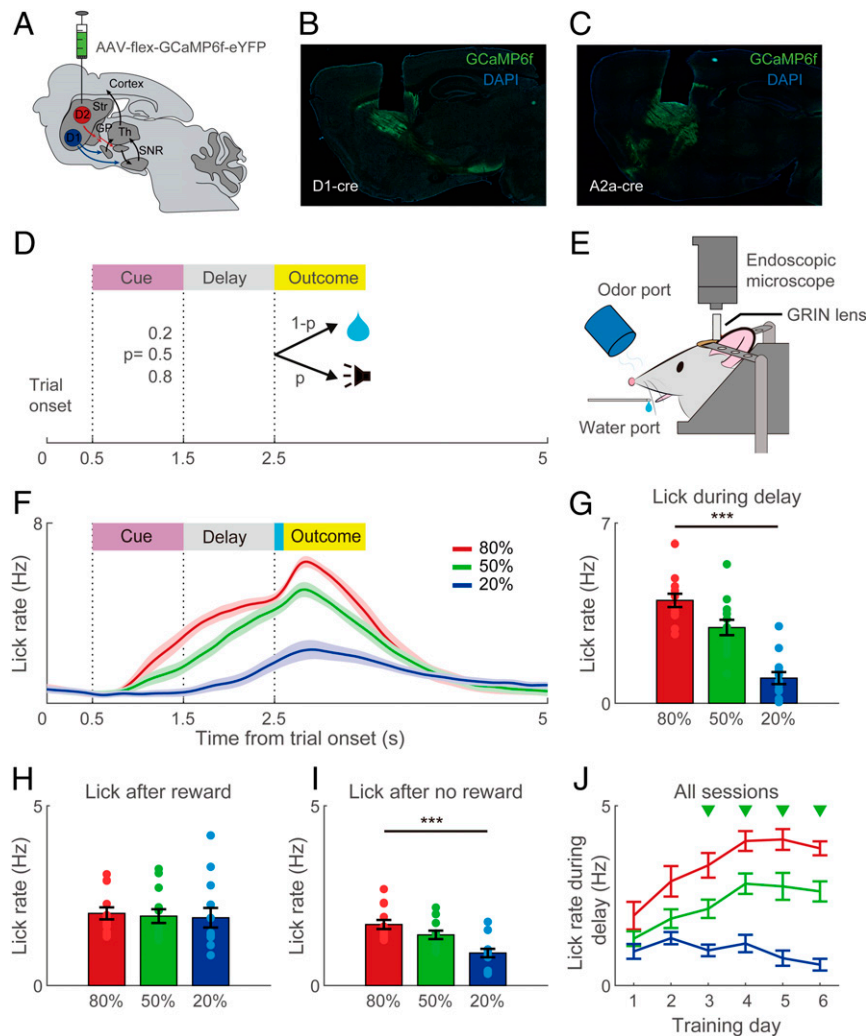 A
AAV-flex-GCaMP6f-eYFP
Cortex
Str
D2
GP
Th
D1
SNR
B
GCaMP6f
DAPI
D1-cre
C
GCaMP6f
DAPI
A2a-cre
D
Cue Delay Outcome
0.2
p= 0.5
0.8
1-p
p
Trial
onset
0 0.5 1.5 2.5 5
E
Endoscopic
microscope
Odor port
GRIN lens
Water port
F
8
Cue Delay Outcome
80%
50%
20%
Lick rate (Hz)
0
0 0.5 1.5 2.5 5
Time from trial onset (s)
G
Lick during delay
7
***
Lick rate (Hz)
0
80% 50% 20%
H
Lick after reward
5
Lick rate (Hz)
0
80% 50% 20%
I
Lick after no reward
5
***
Lick rate (Hz)
0
80% 50% 20%
J
All sessions
5
Lick rate during
delay (Hz)
0
1 2 3 4 5 6
Training day